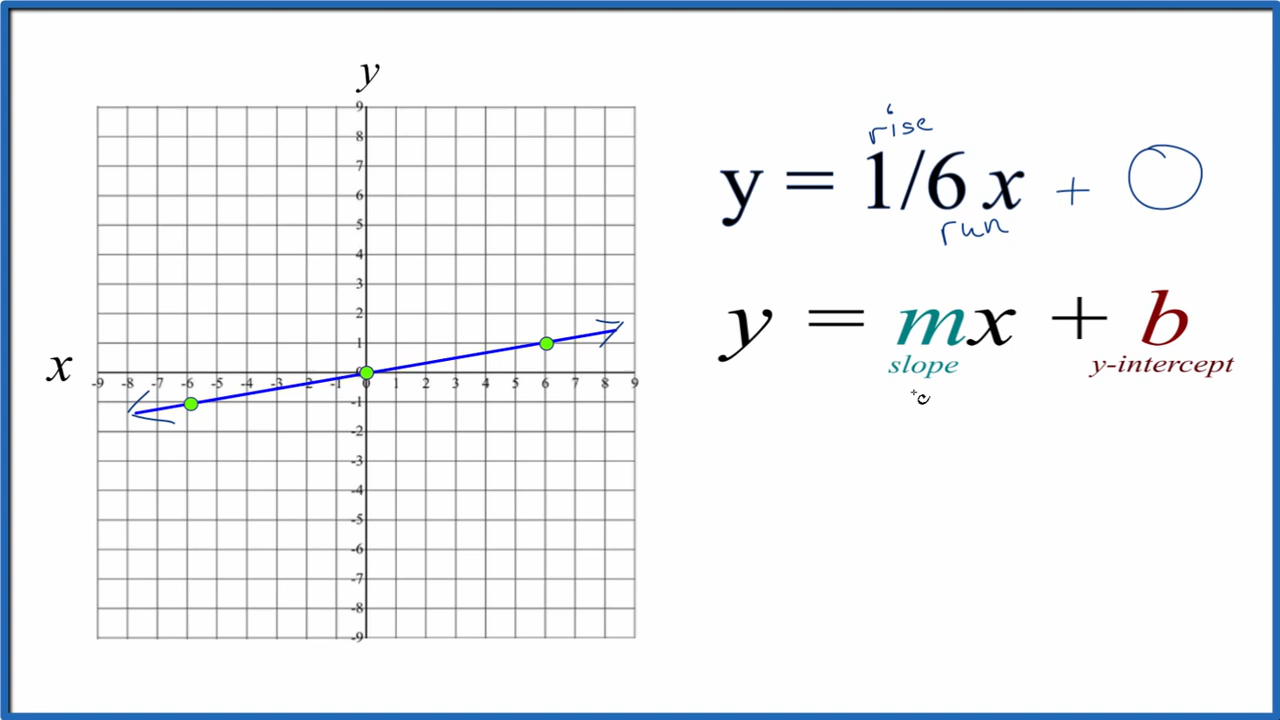 y
9
8
7
6
5
4
3
2
1
0
x -9 -8 -7 -6 -5 -4 -3 -2 -1 0 1 2 3 4 5 6 7 8 9
-1
-2
-3
-4
-5
-6
-7
-8
-9
rise
y = 1/6 x + 0
run
y = mx + b
slope y-intercept